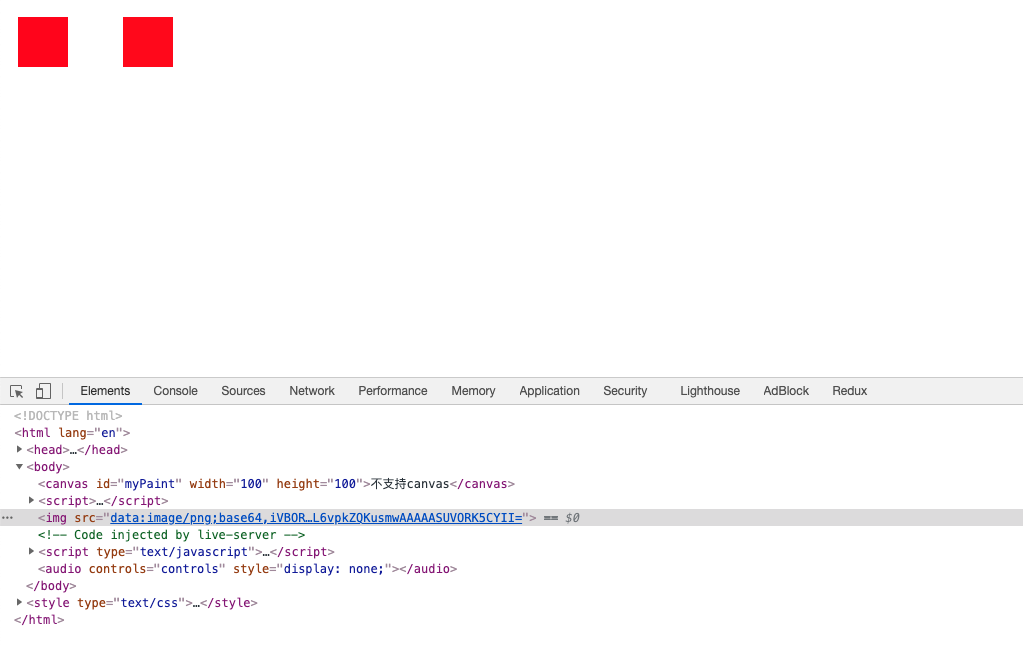 Elements Console Sources Network Performance Memory Application Security Lighthouse AdBlock Redux
<!DOCTYPE html>
<html lang="en">
<head>…</head>
<body>
<canvas id="myPaint" width="100" height="100">不支持canvas</canvas>
<script>…</script>
<img src="data:image/png;base64,iVBOR…L6vpkZQKusmwAAAAASUVORK5CYII="> == $0
<!-- Code injected by live-server -->
<script type="text/javascript">…</script>
<audio controls="controls" style="display: none;"></audio>
</body>
<style type="text/css">…</style>
</html>